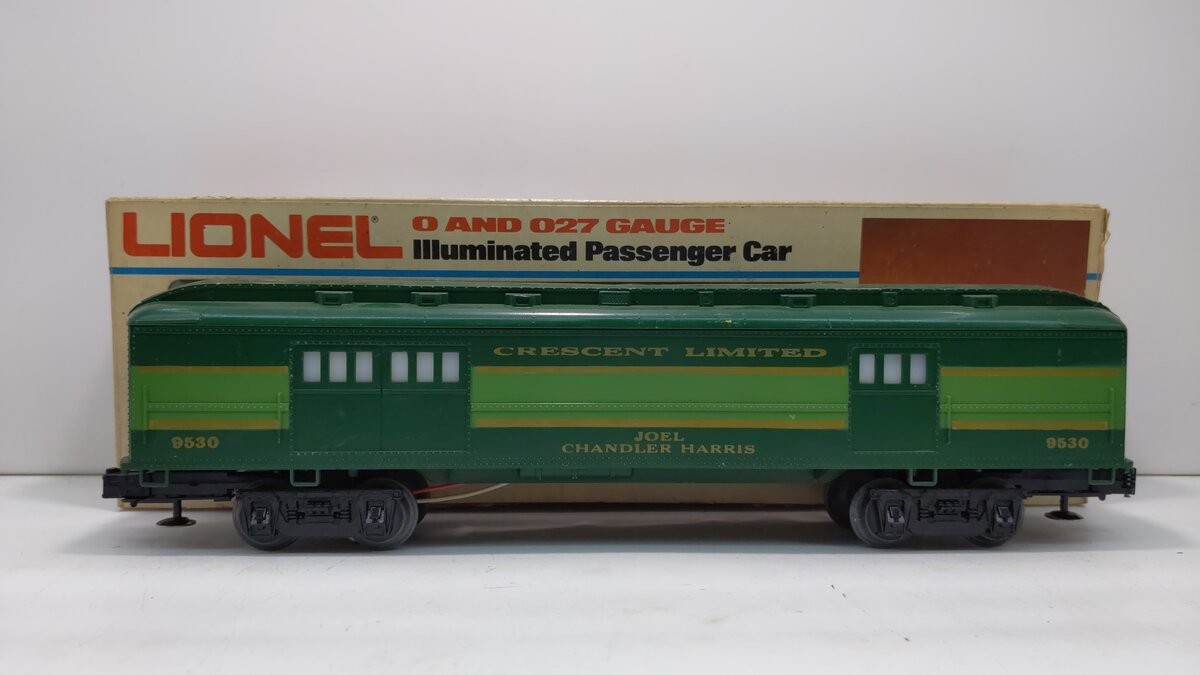 LIONEL®
O AND O27 GAUGE
Illuminated Passenger Car
CRESCENT LIMITED
9530
JOEL
CHANDLER HARRIS
9530